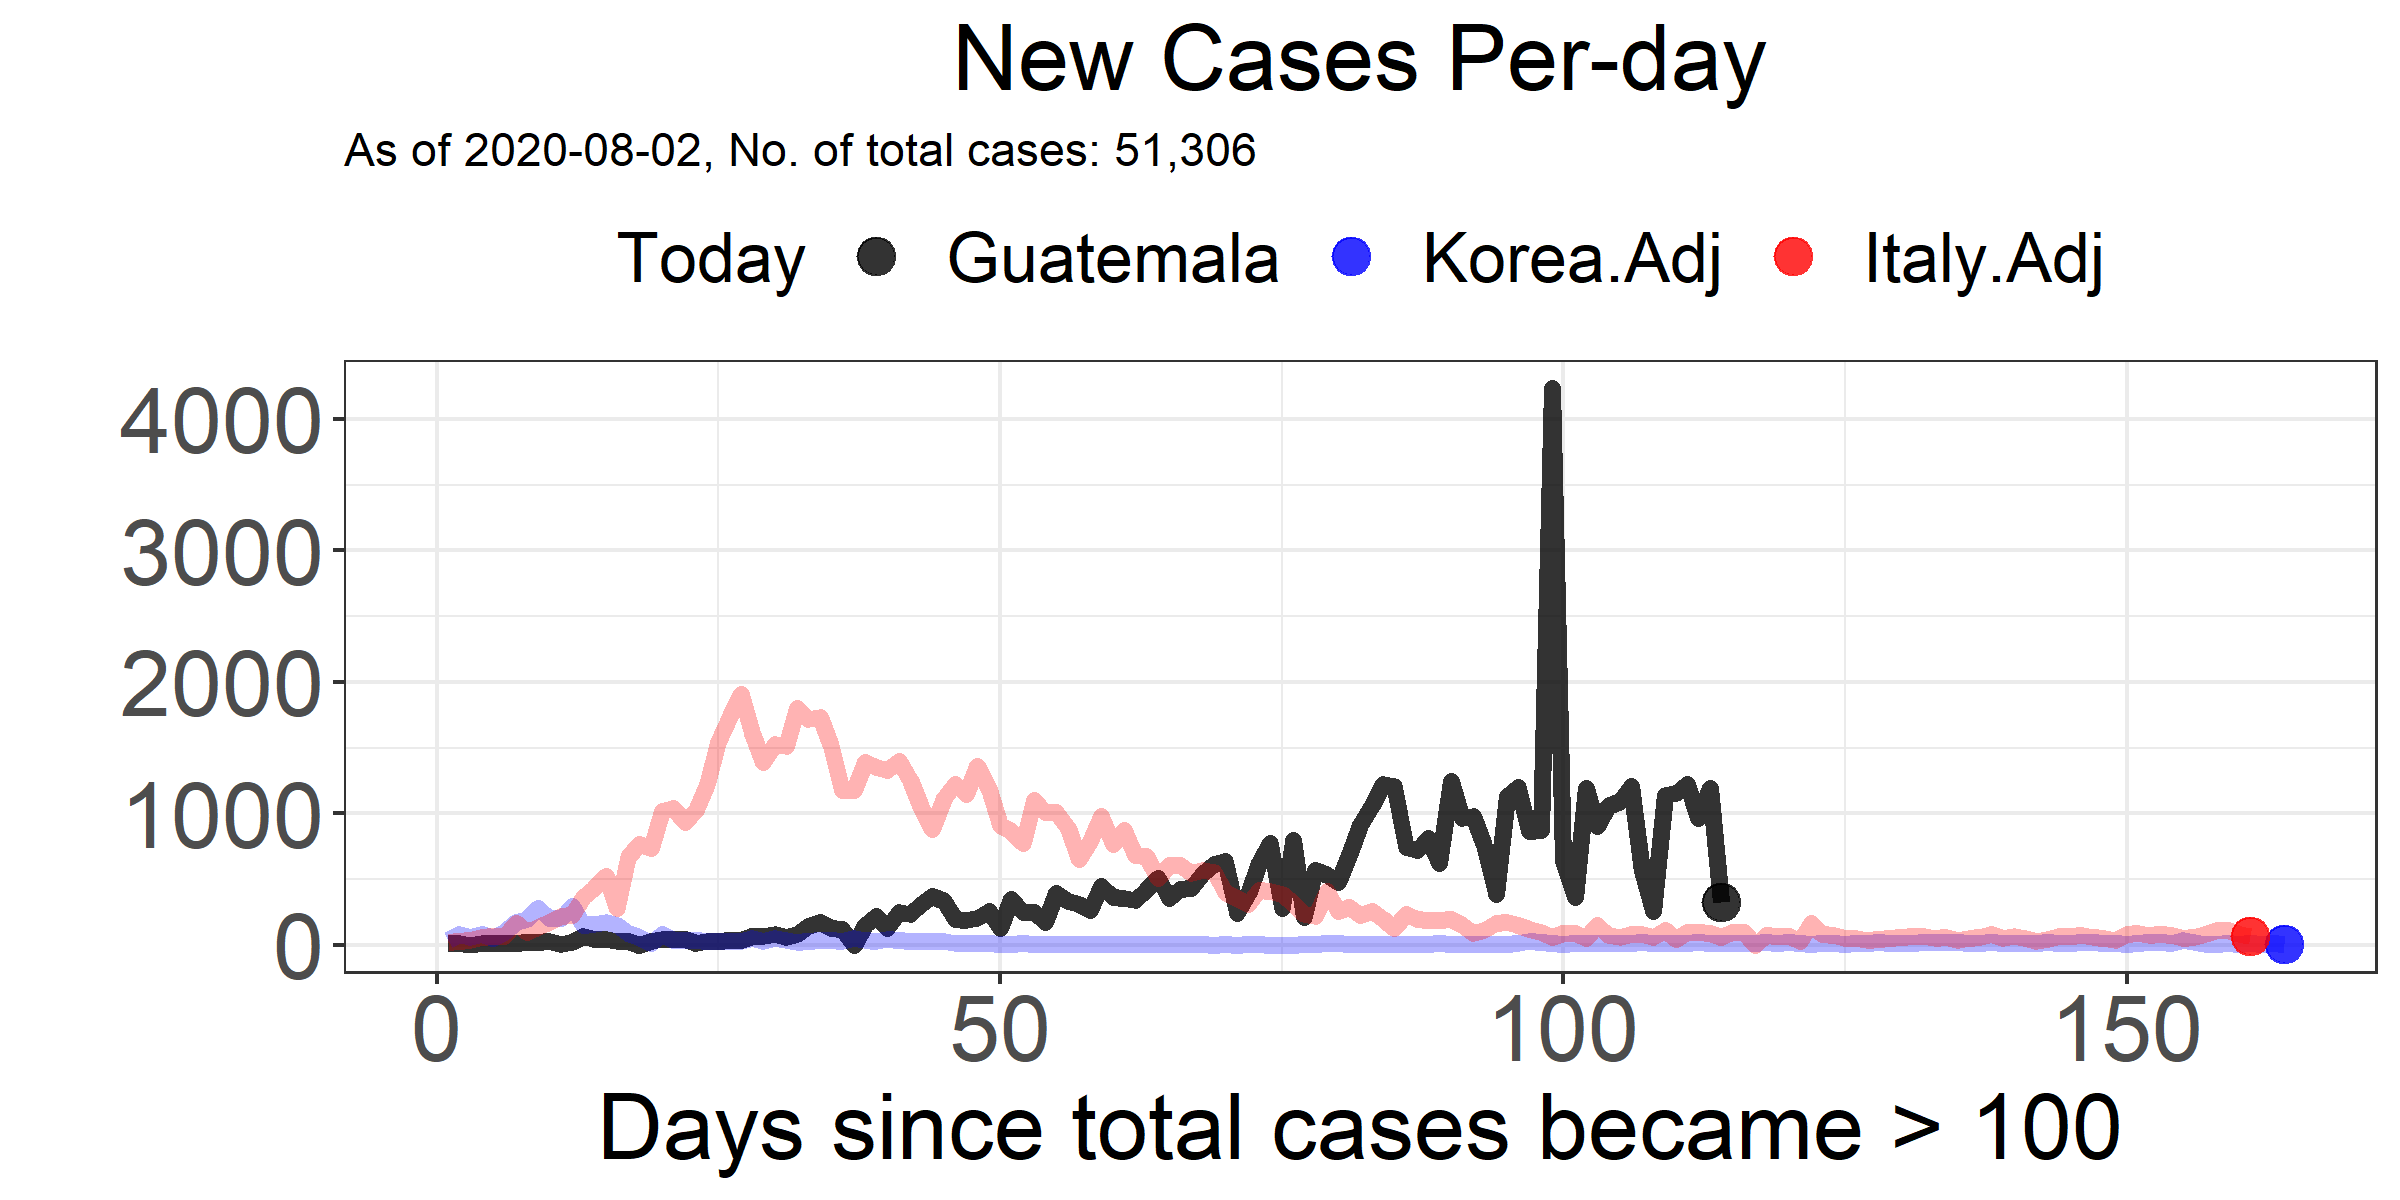 New Cases Per-day
As of 2020-08-02, No. of total cases: 51,306
Today Guatemala Korea.Adj Italy.Adj
4000
3000
2000
1000
0
0 50 100 150
Days since total cases became > 100